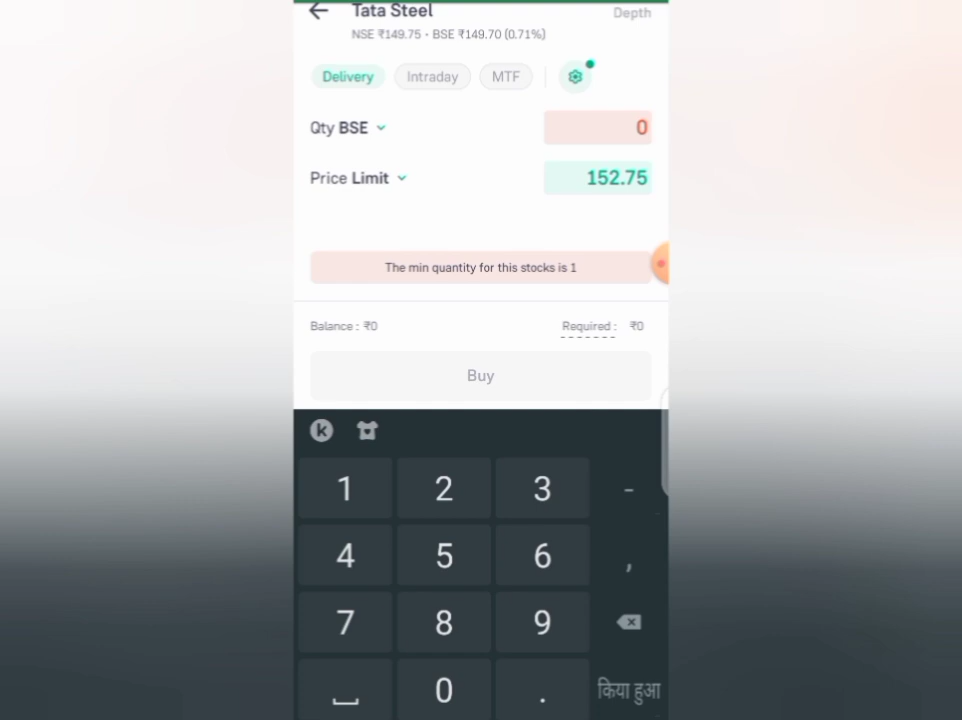 Tata Steel
Depth
NSE ₹149.75 • BSE ₹149.70 (0.71%)
Delivery
Intraday
MTF
Qty BSE
0
Price Limit
152.75
The min quantity for this stocks is 1
Balance : ₹0
Required : ₹0
Buy
k
1 2 3 -
4 5 6 ,
7 8 9
0 . किया हुआ